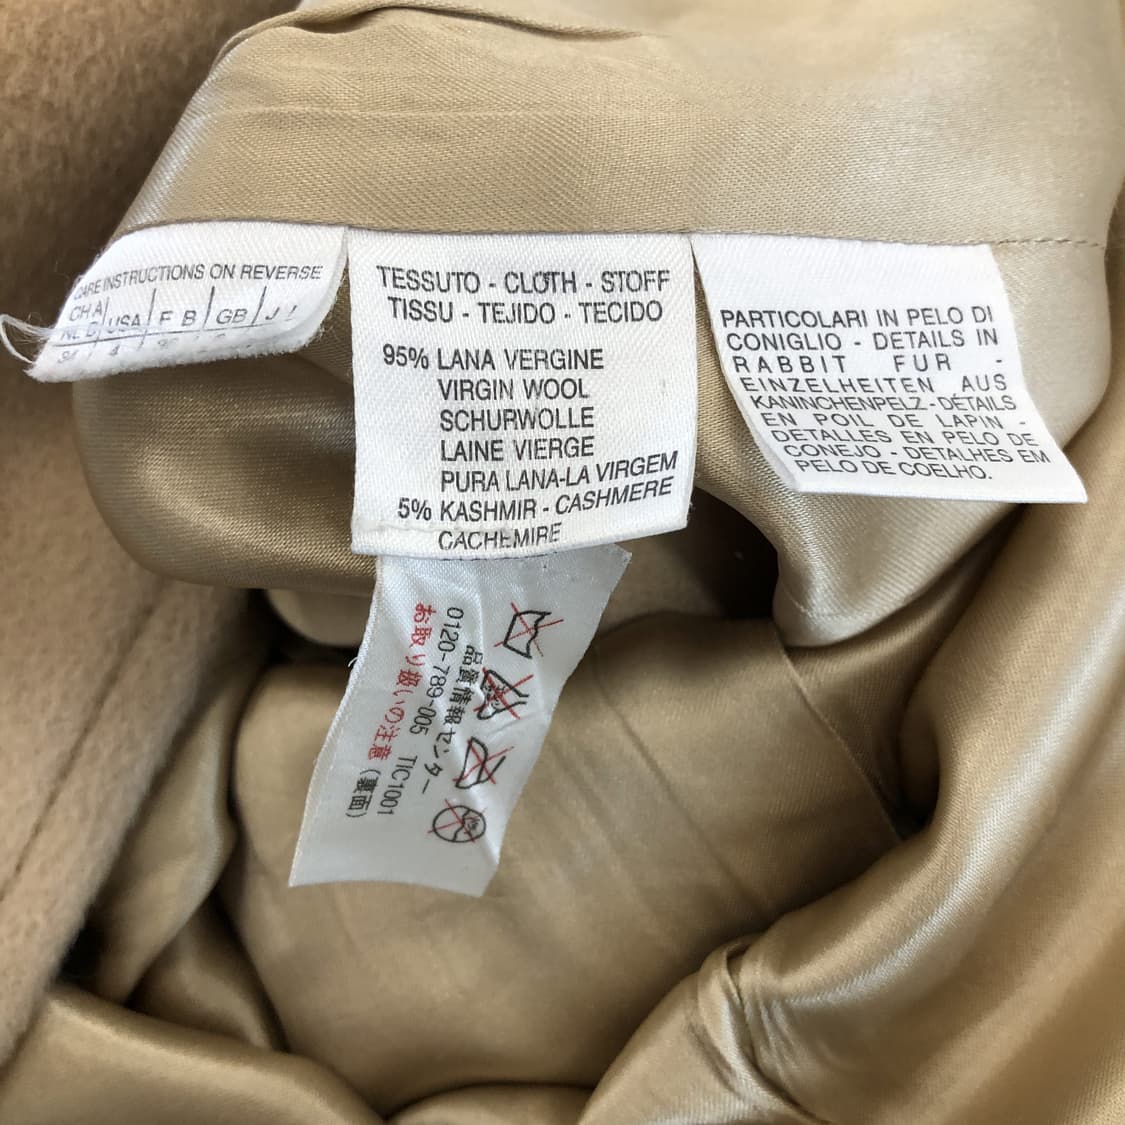 CARE INSTRUCTIONS ON REVERSE
CH A USA F B GB J
NL D
34 4
TESSUTO - CLOTH - STOFF
TISSU - TEJIDO - TECIDO
95% LANA VERGINE
VIRGIN WOOL
SCHURWOLLE
LAINE VIERGE
PURA LANA-LA VIRGEM
5% KASHMIR - CASHMERE
CACHEMIRE
PARTICOLARI IN PELO DI
CONIGLIO - DETAILS IN
RABBIT FUR -
EINZELHEITEN AUS
KANINCHENPELZ-DÉTAILS
EN POIL DE LAPIN -
DETALLES EN PELO DE
CONEJO - DETALHES EM
PELO DE COELHO.
品質情報センター
0120-789-005 TIC1001
お取り扱いの注意 (裏面)